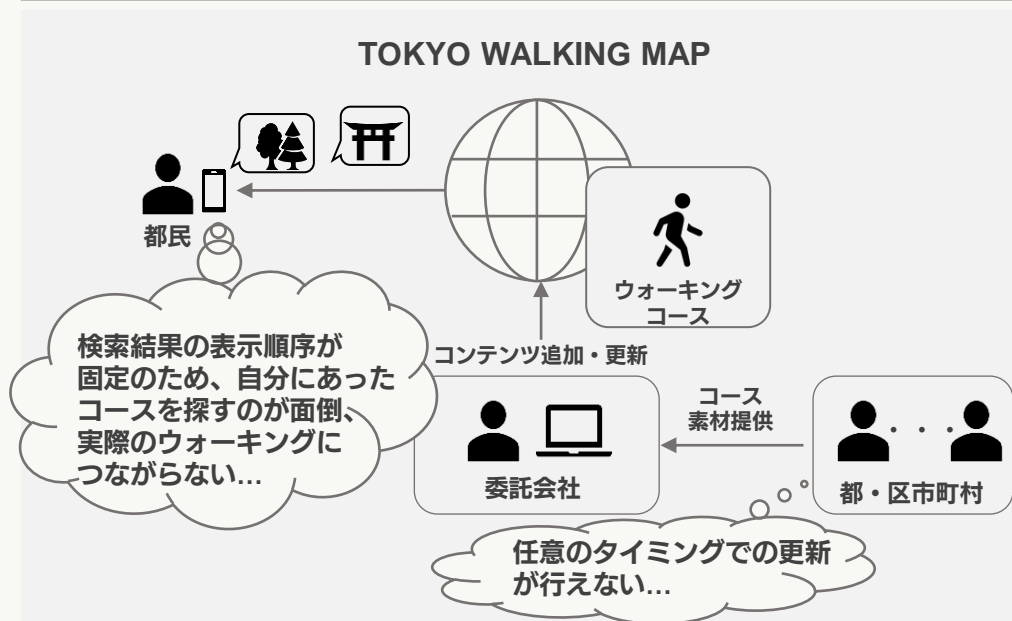 TOKYO WALKING MAP
都民
ウォーキング
コース
検索結果の表示順序が
固定のため、自分にあった
コースを探すのが面倒、
実際のウォーキングに
つながらない…
コンテンツ追加・更新
委託会社
コース
素材提供
・・・
都・区市町村
任意のタイミングでの更新
が行えない…